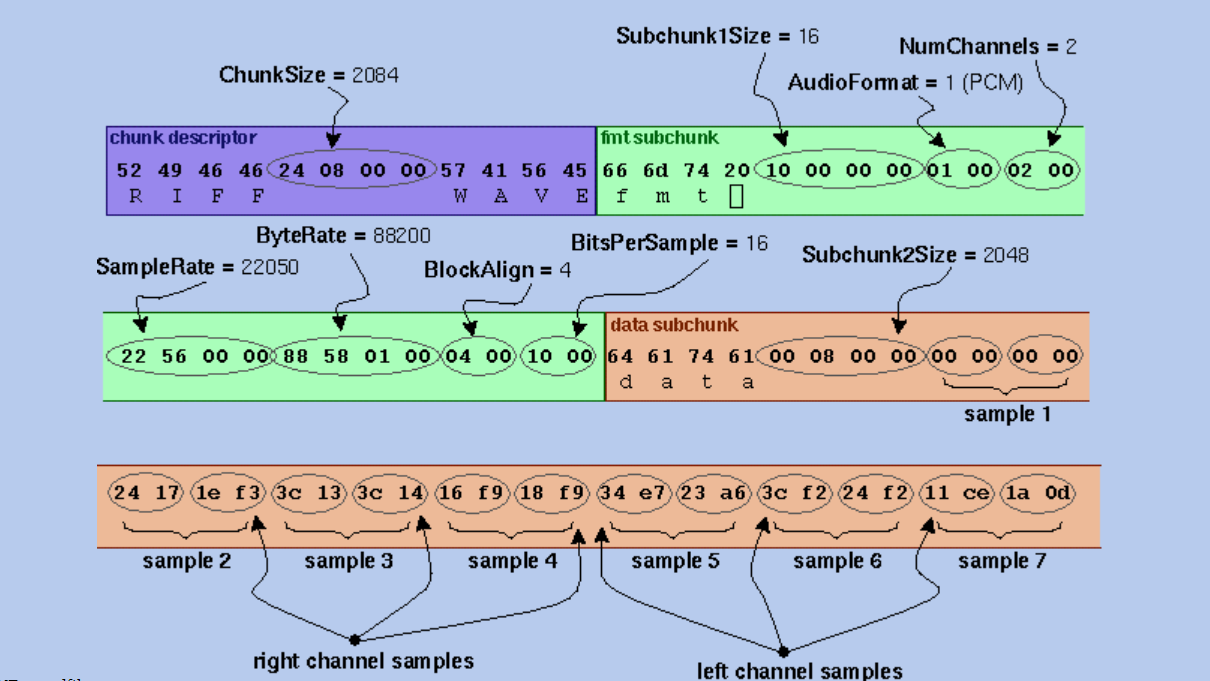 Subchunk1Size = 16
NumChannels = 2
ChunkSize = 2084
AudioFormat = 1 (PCM)
chunk descriptor
fmt subchunk
52 49 46 46 24 08 00 00 57 41 56 45 66 6d 74 20 10 00 00 00 01 00 02 00
R I F F W A V E f m t
ByteRate = 88200
BitsPerSample = 16
SampleRate = 22050
BlockAlign = 4
Subchunk2Size = 2048
data subchunk
22 56 00 00 88 58 01 00 04 00 10 00 64 61 74 61 00 08 00 00 00 00 00 00
d a t a
sample 1
24 17 1e f3 3c 13 3c 14 16 f9 18 f9 34 e7 23 a6 3c f2 24 f2 11 ce 1a 0d
sample 2 sample 3 sample 4 sample 5 sample 6 sample 7
right channel samples
left channel samples